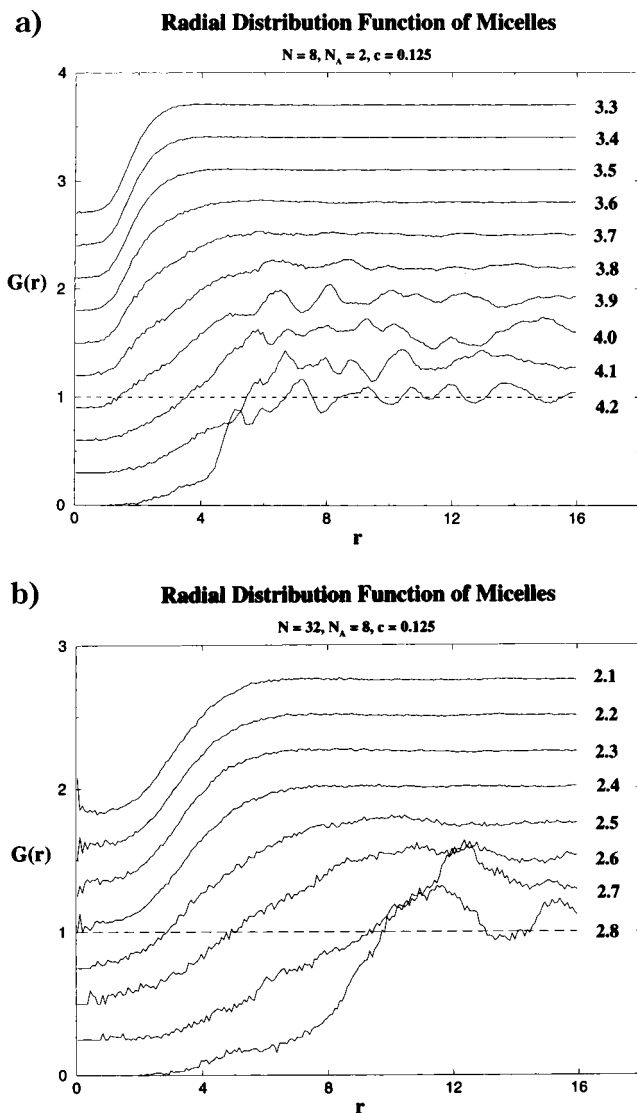 a)
Radial Distribution Function of Micelles
N = 8, N_A = 2, c = 0.125
4
3
2
1
0
G(r)
3.3
3.4
3.5
3.6
3.7
3.8
3.9
4.0
4.1
4.2
0 4 8 12 16
r
b)
Radial Distribution Function of Micelles
N = 32, N_A = 8, c = 0.125
3
2
1
0
G(r)
2.1
2.2
2.3
2.4
2.5
2.6
2.7
2.8
0 4 8 12 16
r